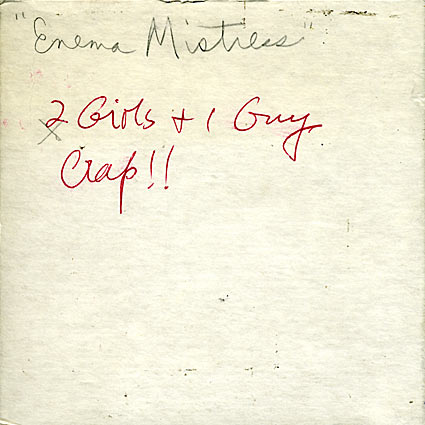 "Enema Mistress"
2 Girls + 1 Guy
Crap!!